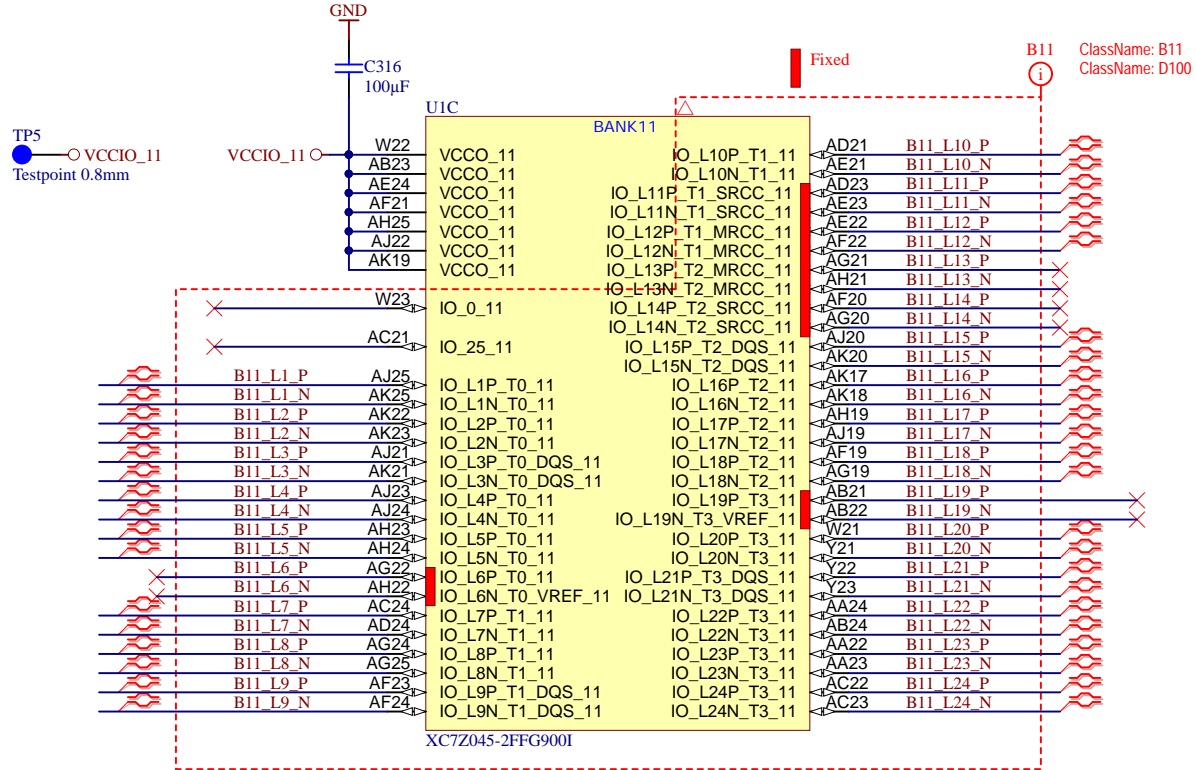 GND
C316
100µF
Fixed
B11
i
ClassName: B11
ClassName: D100
TP5
VCCIO_11
Testpoint 0.8mm
VCCIO_11
U1C
BANK11
W22 VCCO_11
AB23 VCCO_11
AE24 VCCO_11
AF21 VCCO_11
AH25 VCCO_11
AJ22 VCCO_11
AK19 VCCO_11
W23 IO_0_11
AC21 IO_25_11
B11_L1_P AJ25 IO_L1P_T0_11
B11_L1_N AK25 IO_L1N_T0_11
B11_L2_P AK22 IO_L2P_T0_11
B11_L2_N AK23 IO_L2N_T0_11
B11_L3_P AJ21 IO_L3P_T0_DQS_11
B11_L3_N AK21 IO_L3N_T0_DQS_11
B11_L4_P AJ23 IO_L4P_T0_11
B11_L4_N AJ24 IO_L4N_T0_11
B11_L5_P AH23 IO_L5P_T0_11
B11_L5_N AH24 IO_L5N_T0_11
B11_L6_P AG22 IO_L6P_T0_11
B11_L6_N AH22 IO_L6N_T0_VREF_11
B11_L7_P AC24 IO_L7P_T1_11
B11_L7_N AD24 IO_L7N_T1_11
B11_L8_P AG24 IO_L8P_T1_11
B11_L8_N AG25 IO_L8N_T1_11
B11_L9_P AF23 IO_L9P_T1_DQS_11
B11_L9_N AF24 IO_L9N_T1_DQS_11
IO_L10P_T1_11 AD21 B11_L10_P
IO_L10N_T1_11 AE21 B11_L10_N
IO_L11P_T1_SRCC_11 AD23 B11_L11_P
IO_L11N_T1_SRCC_11 AE23 B11_L11_N
IO_L12P_T1_MRCC_11 AE22 B11_L12_P
IO_L12N_T1_MRCC_11 AF22 B11_L12_N
IO_L13P_T2_MRCC_11 AG21 B11_L13_P
IO_L13N_T2_MRCC_11 AH21 B11_L13_N
IO_L14P_T2_SRCC_11 AF20 B11_L14_P
IO_L14N_T2_SRCC_11 AG20 B11_L14_N
IO_L15P_T2_DQS_11 AJ20 B11_L15_P
IO_L15N_T2_DQS_11 AK20 B11_L15_N
IO_L16P_T2_11 AK17 B11_L16_P
IO_L16N_T2_11 AK18 B11_L16_N
IO_L17P_T2_11 AH19 B11_L17_P
IO_L17N_T2_11 AJ19 B11_L17_N
IO_L18P_T2_11 AF19 B11_L18_P
IO_L18N_T2_11 AG19 B11_L18_N
IO_L19P_T3_11 AB21 B11_L19_P
IO_L19N_T3_VREF_11 AB22 B11_L19_N
IO_L20P_T3_11 W21 B11_L20_P
IO_L20N_T3_11 Y21 B11_L20_N
IO_L21P_T3_DQS_11 Y22 B11_L21_P
IO_L21N_T3_DQS_11 Y23 B11_L21_N
IO_L22P_T3_11 AA24 B11_L22_P
IO_L22N_T3_11 AB24 B11_L22_N
IO_L23P_T3_11 AA22 B11_L23_P
IO_L23N_T3_11 AA23 B11_L23_N
IO_L24P_T3_11 AC22 B11_L24_P
IO_L24N_T3_11 AC23 B11_L24_N
XC7Z045-2FFG900I